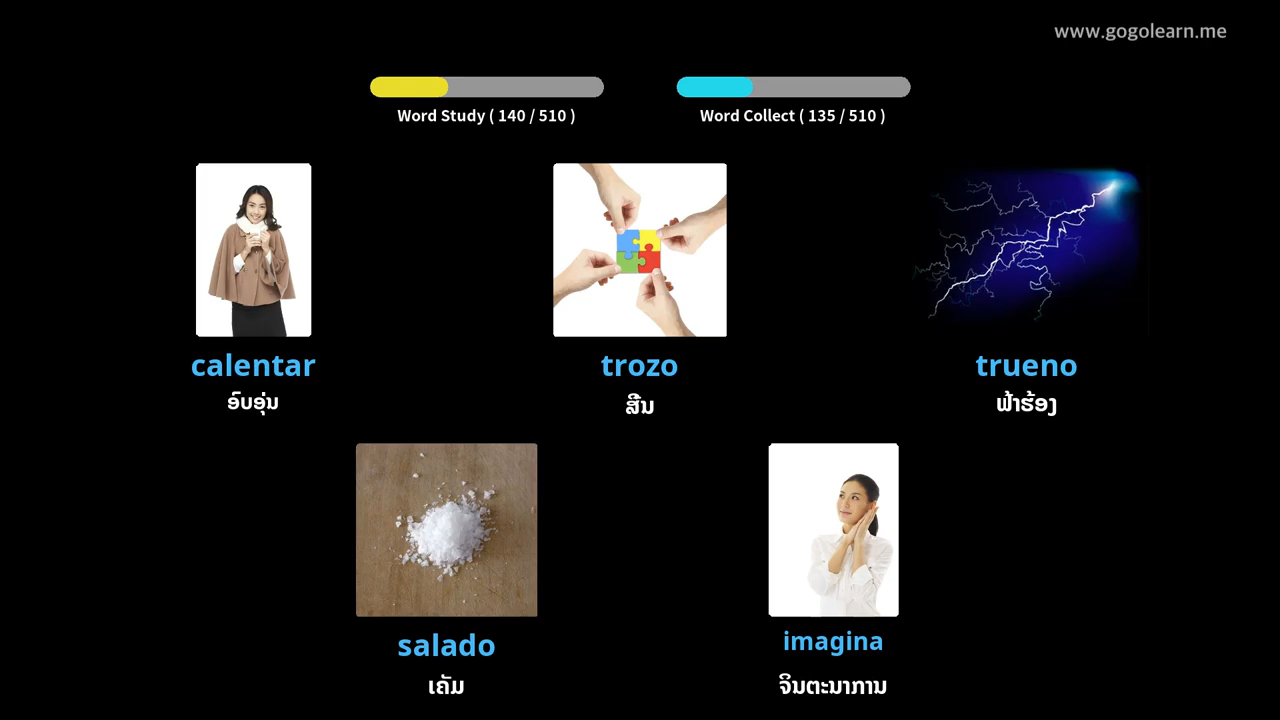 www.gogolearn.me
Word Study ( 140 / 510 )
Word Collect ( 135 / 510 )
calentar
ອົບອຸ່ນ
trozo
ສິ້ນ
trueno
ຟ້າຮ້ອງ
salado
ເຄັມ
imagina
ຈິນຕະນາການ